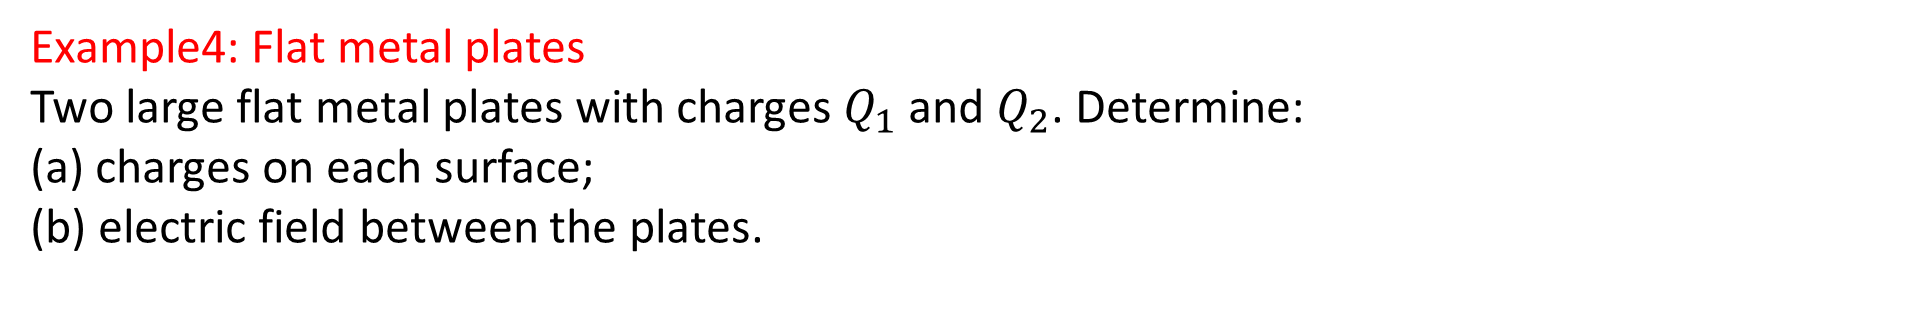 Example4: Flat metal plates
Two large flat metal plates with charges Q₁ and Q₂. Determine:
(a) charges on each surface;
(b) electric field between the plates.